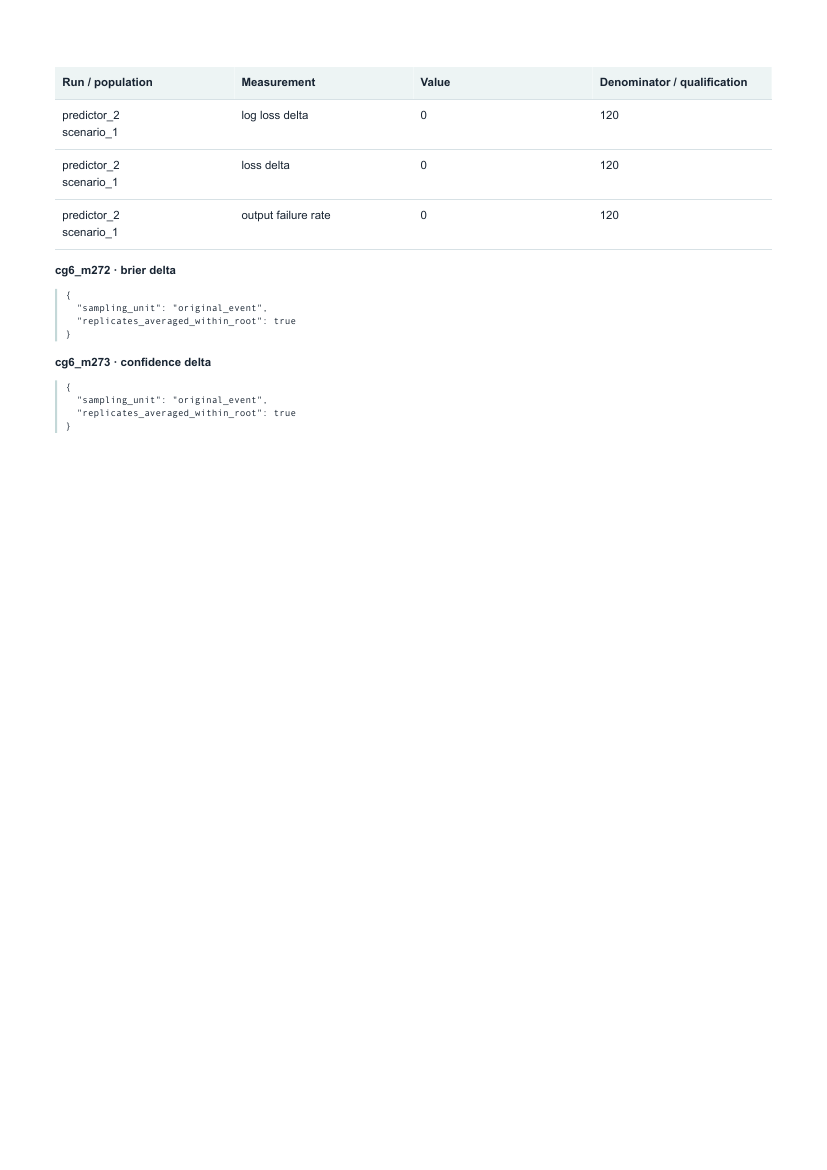 Run / population Measurement Value Denominator / qualification
predictor_2 log loss delta 0 120
scenario_1
predictor_2 loss delta 0 120
scenario_1
predictor_2 output failure rate 0 120
scenario_1
cg6_m272 · brier delta
{
  "sampling_unit": "original_event",
  "replicates_averaged_within_root": true
}
cg6_m273 · confidence delta
{
  "sampling_unit": "original_event",
  "replicates_averaged_within_root": true
}